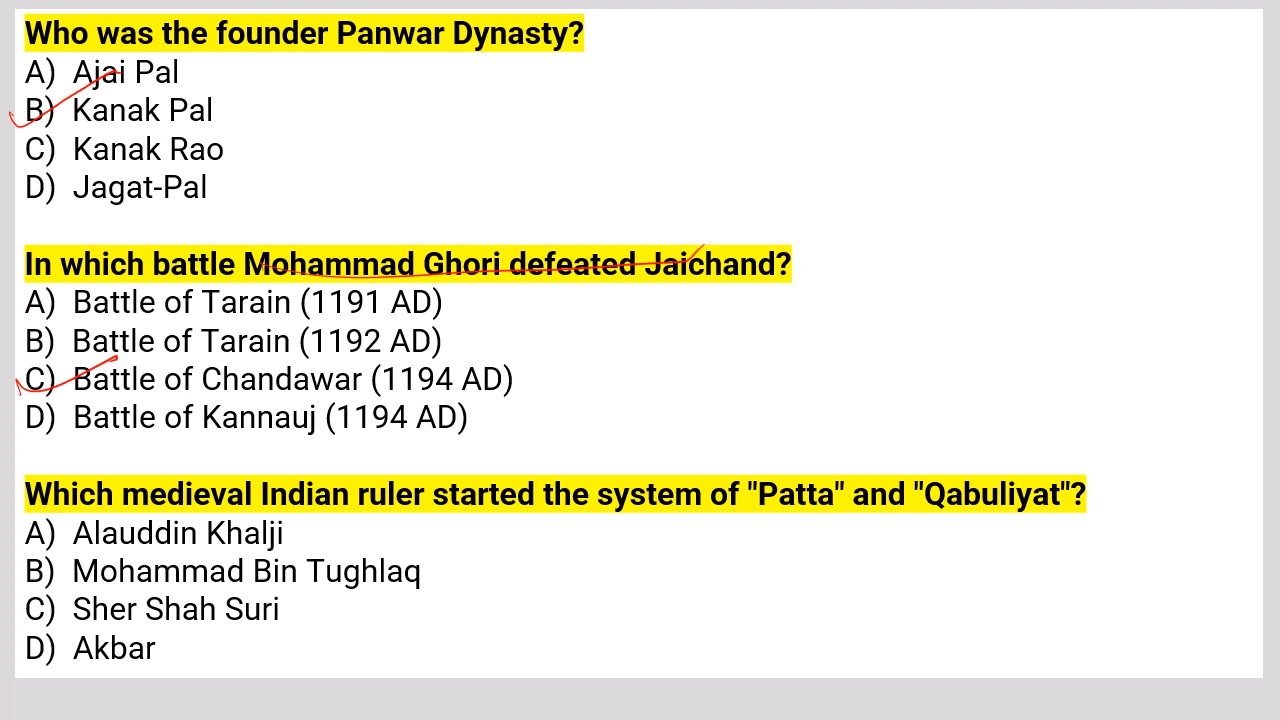 Who was the founder Panwar Dynasty?
A) Ajai Pal
B) Kanak Pal
C) Kanak Rao
D) Jagat-Pal
In which battle Mohammad Ghori defeated Jaichand?
A) Battle of Tarain (1191 AD)
B) Battle of Tarain (1192 AD)
C) Battle of Chandawar (1194 AD)
D) Battle of Kannauj (1194 AD)
Which medieval Indian ruler started the system of "Patta" and "Qabuliyat"?
A) Alauddin Khalji
B) Mohammad Bin Tughlaq
C) Sher Shah Suri
D) Akbar